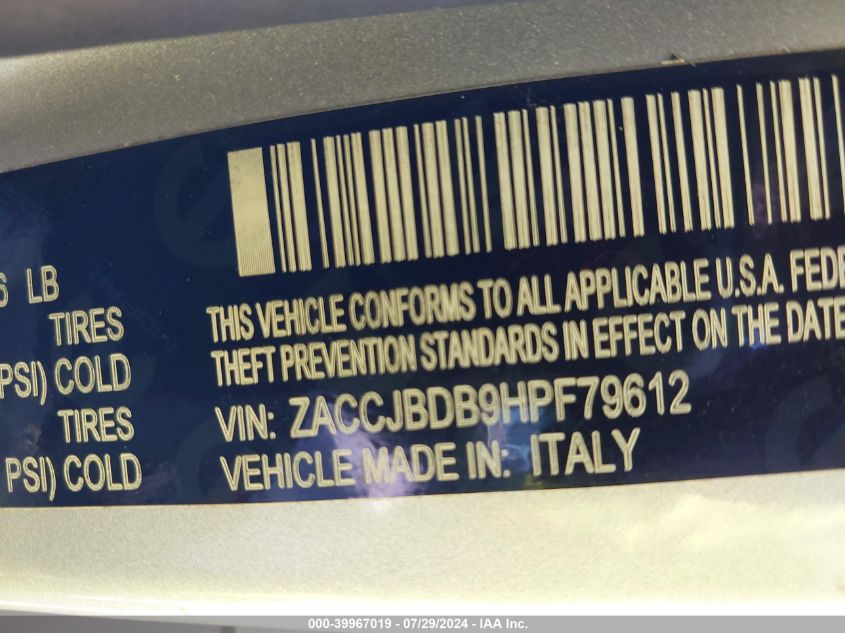 6 LB
TIRES
PSI) COLD
TIRES
PSI) COLD
THIS VEHICLE CONFORMS TO ALL APPLICABLE U.S.A. FEDE
THEFT PREVENTION STANDARDS IN EFFECT ON THE DATE
VIN: ZACCJBDB9HPF79612
VEHICLE MADE IN: ITALY
000-39967019 - 07/29/2024 - IAA Inc.